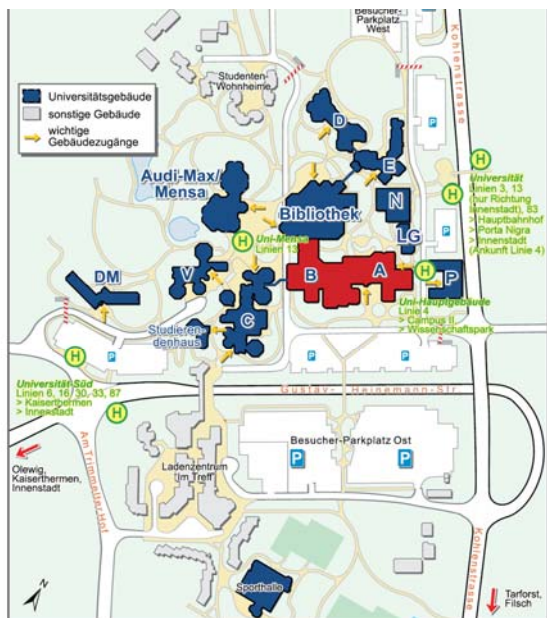 Besucher-
Parkplatz
West
Kohlenstrasse
Studenten-
Wohnheime
Universitätsgebäude
sonstige Gebäude
wichtige
Gebäudezugänge
P
D
E
H
Universität
Linien 3, 13
(nur Richtung
Innenstadt), 83
> Hauptbahnhof
> Porta Nigra
> Innenstadt
(Ankunft Linie 4)
H
P
Audi-Max/
Mensa
Bibliothek
N
LG
H
Uni-Mensa
Linien 13
DM
V
B
A
H
P
Uni-Hauptgebäude
Linie 4
> Campus II
> Wissenschaftspark
C
Studieren-
denhaus
P
P
P
H
Universität-Süd
Linien 6, 16, 30, 33, 87
> Kaiserthermen
> Innenstadt
H
Gustav-Heinemann-Str.
Besucher-Parkplatz Ost
P
P
Am Trimmelter Hof
Olewig,
Kaiserthermen,
Innenstadt
Ladenzentrum
Im Treff
Kohlenstrasse
Sporthalle
Tarforst,
Filsch
N